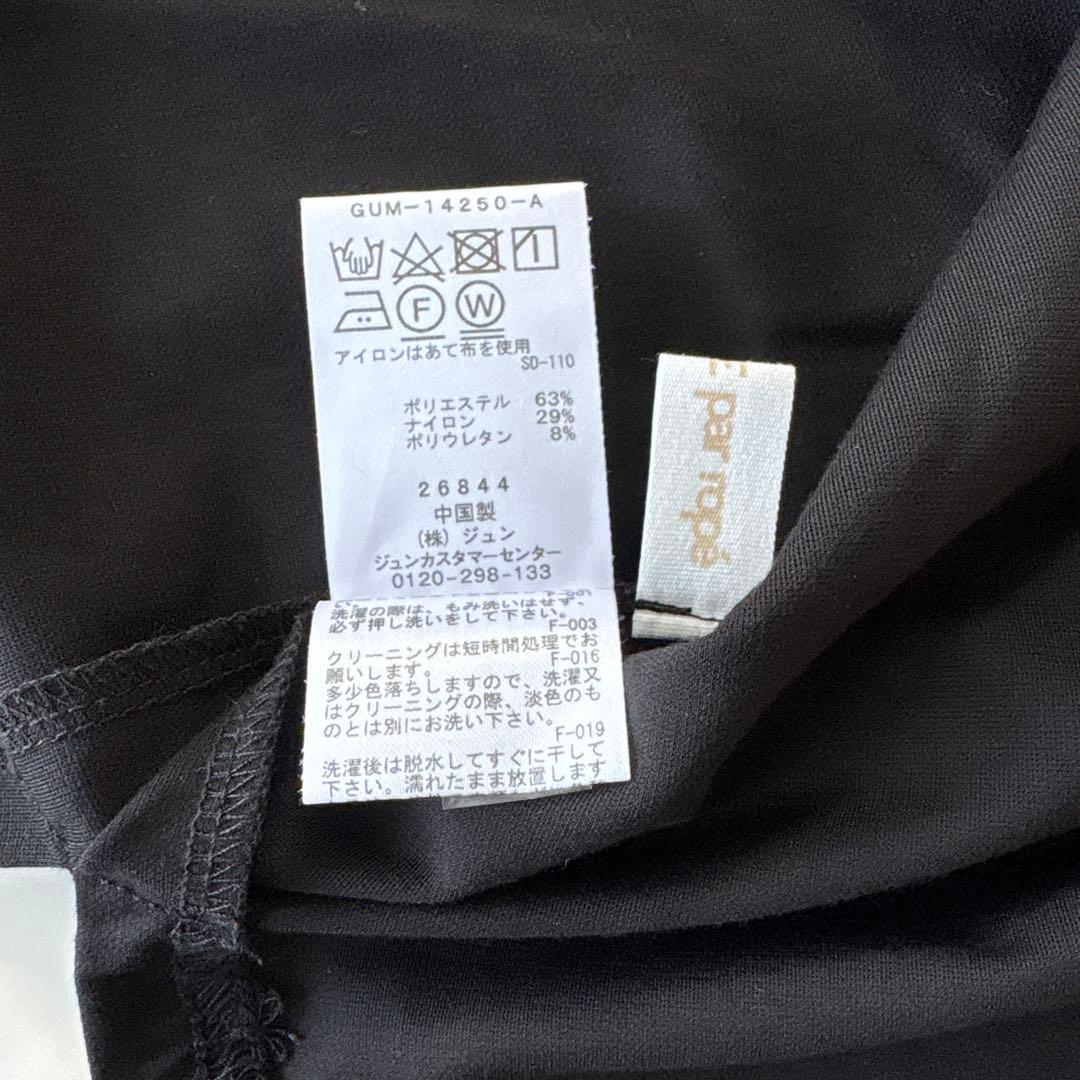 GUM-14250-A
F W
アイロンはあて布を使用
SD-110
ポリエステル 63%
ナイロン 29%
ポリウレタン 8%
26844
中国製
(株) ジュン
ジュンカスタマーセンター
0120-298-133
洗濯の際は、もみ洗いはせず、
必ず押し洗いをして下さい。
F-003
クリーニングは短時間処理でお
願いします。
F-016
多少色落ちしますので、洗濯又
はクリーニングの際、淡色のも
のとは別にお洗い下さい。
F-019
洗濯後は脱水してすぐに干して
下さい。濡れたまま放置します
par ropé